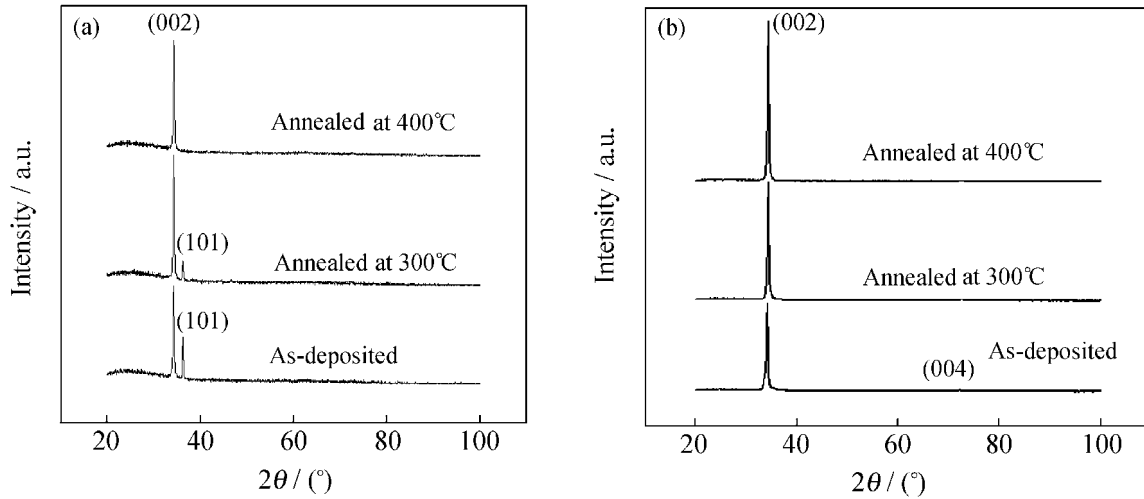 (a)
(002)
Annealed at 400℃
(101)
Annealed at 300℃
(101)
As-deposited
Intensity / a.u.
20 40 60 80 100
2θ / (°)
(b)
(002)
Annealed at 400℃
Annealed at 300℃
As-deposited
(004)
Intensity / a.u.
20 40 60 80 100
2θ / (°)